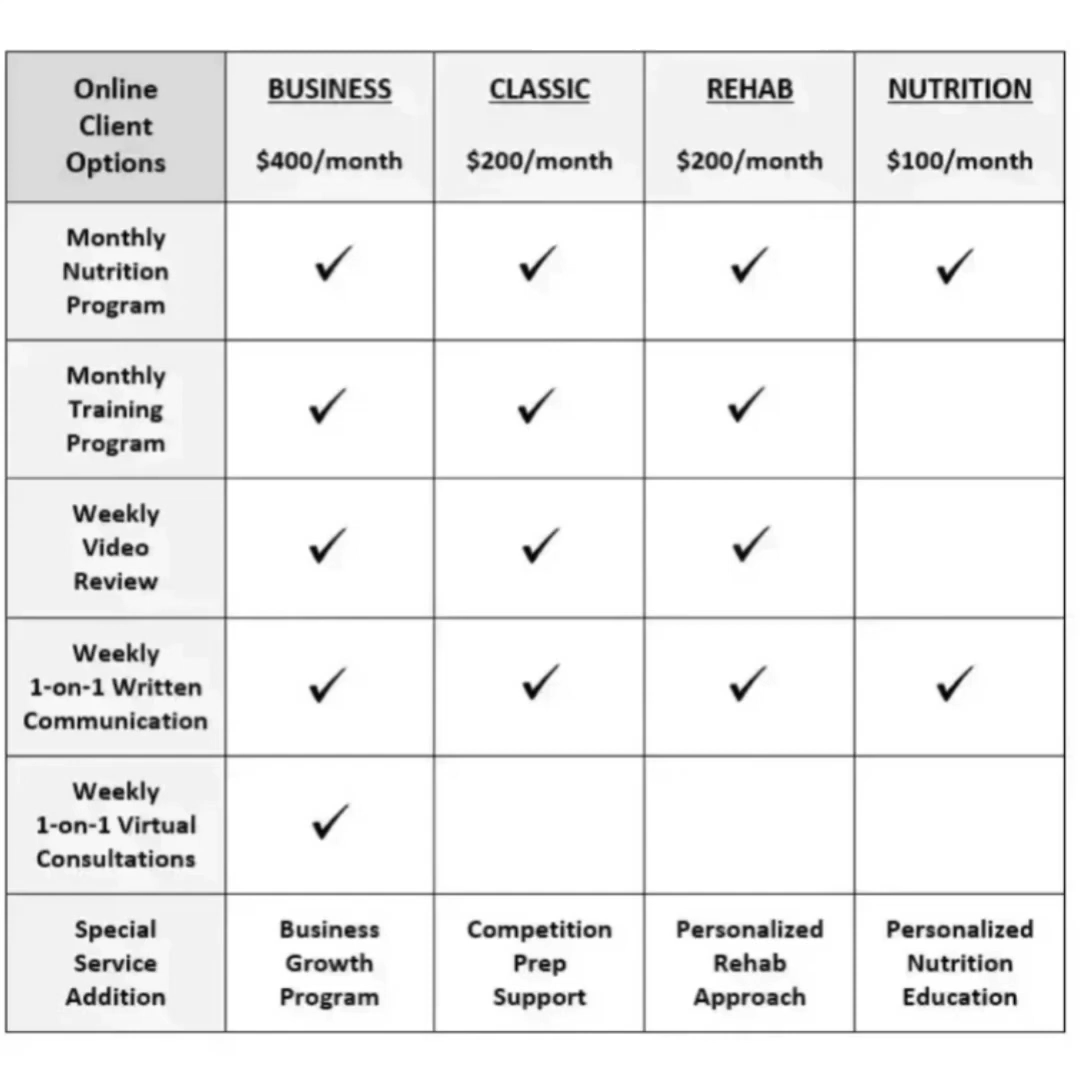 Online
Client
Options
BUSINESS
$400/month
CLASSIC
$200/month
REHAB
$200/month
NUTRITION
$100/month
Monthly
Nutrition
Program
✓ ✓ ✓ ✓
Monthly
Training
Program
✓ ✓ ✓
Weekly
Video
Review
✓ ✓ ✓
Weekly
1-on-1 Written
Communication
✓ ✓ ✓ ✓
Weekly
1-on-1 Virtual
Consultations
✓
Special
Service
Addition
Business
Growth
Program
Competition
Prep
Support
Personalized
Rehab
Approach
Personalized
Nutrition
Education